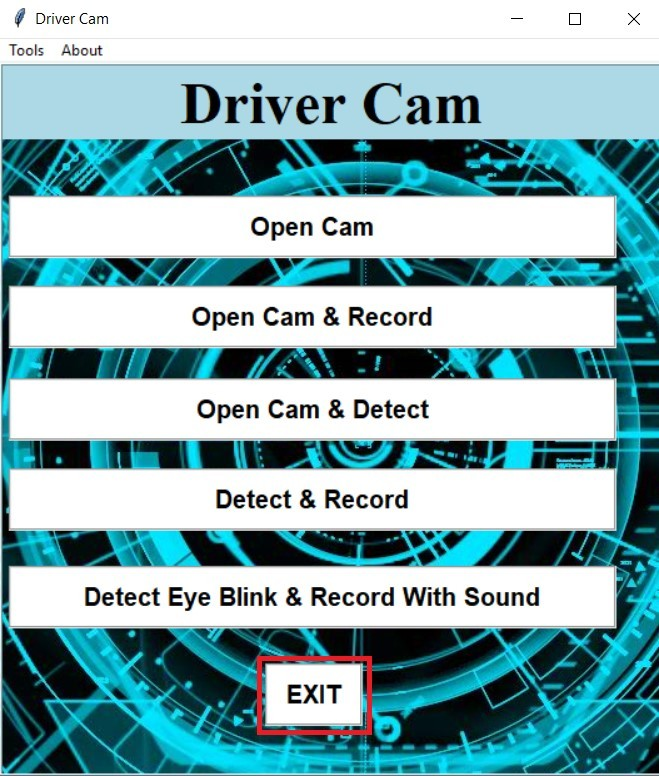 Driver Cam
Tools About
Driver Cam
Open Cam
Open Cam & Record
Open Cam & Detect
Detect & Record
Detect Eye Blink & Record With Sound
EXIT